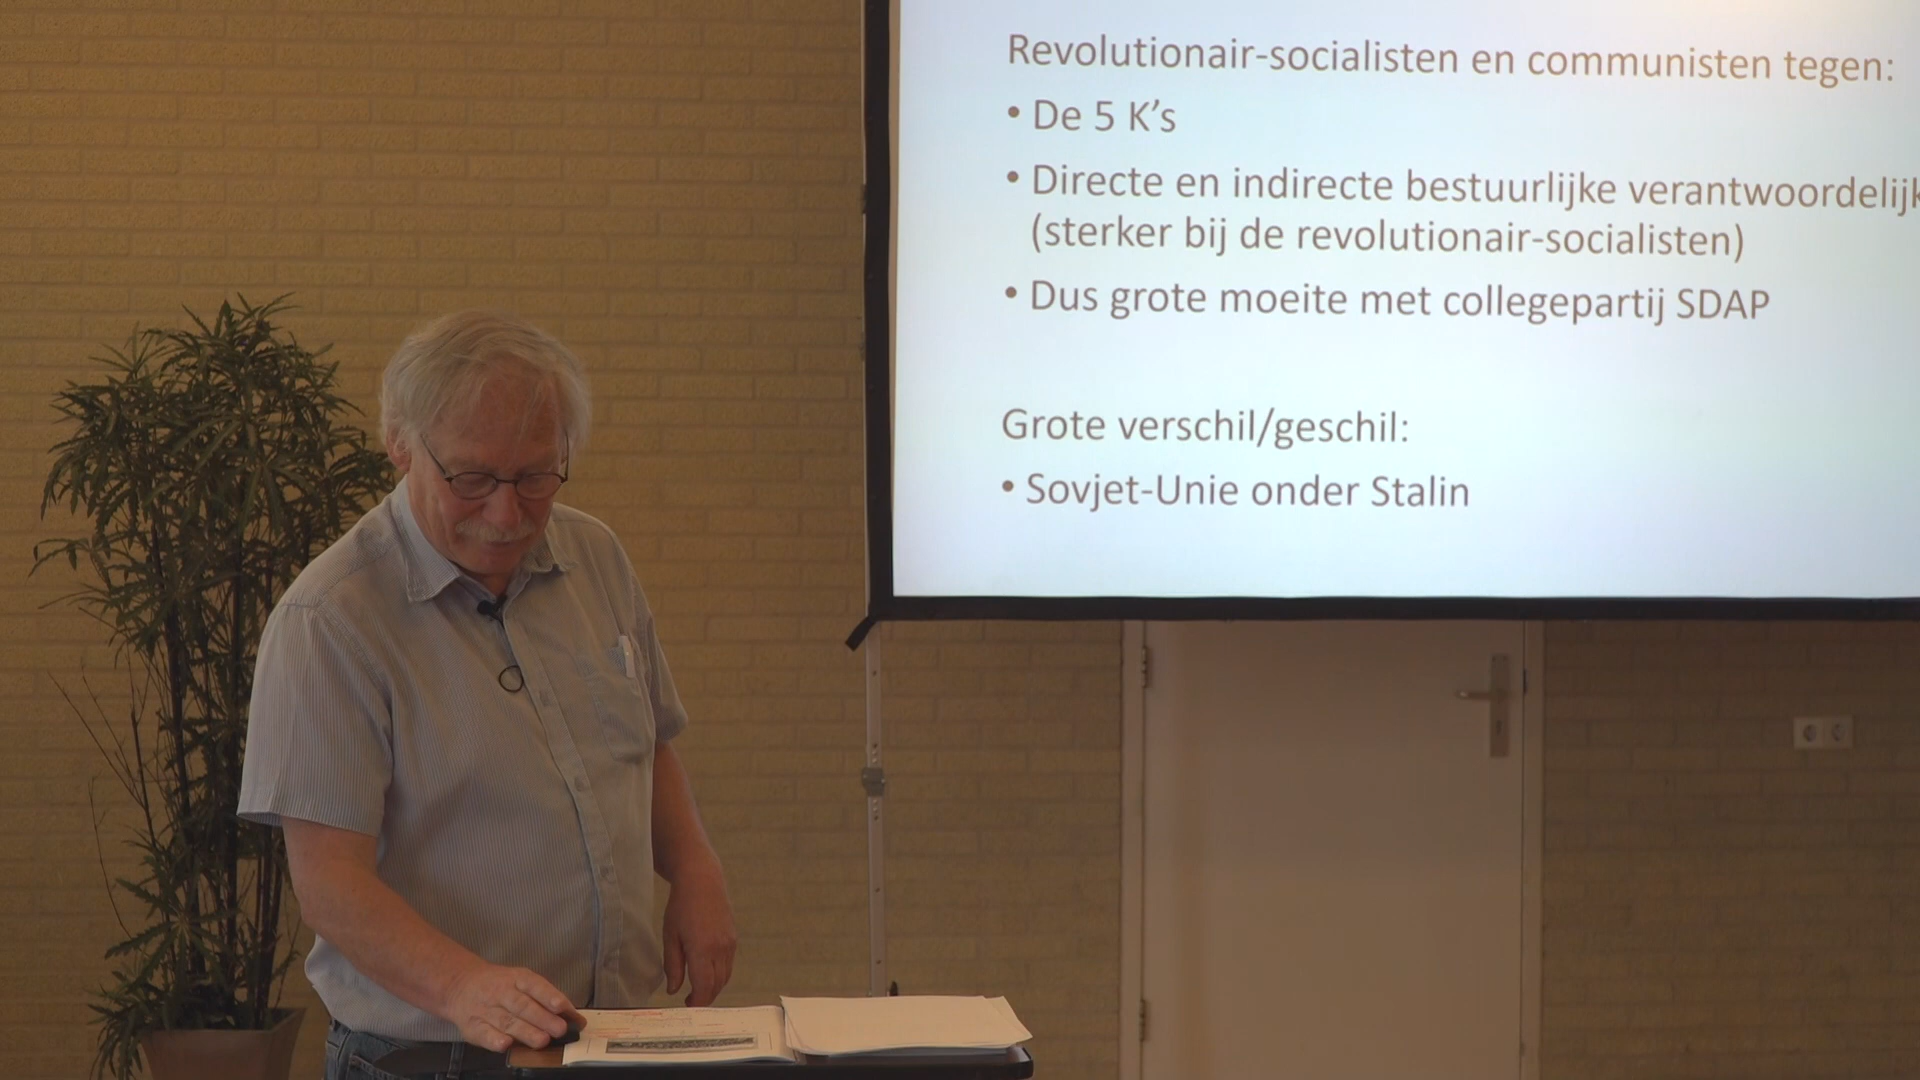 Revolutionair-socialisten en communisten tegen:
• De 5 K's
• Directe en indirecte bestuurlijke
(sterker bij de revolutionair-socialisten)
• Dus grote moeite met collegepartij SDAP
Grote verschil/geschil:
• Sovjet-Unie onder Stalin